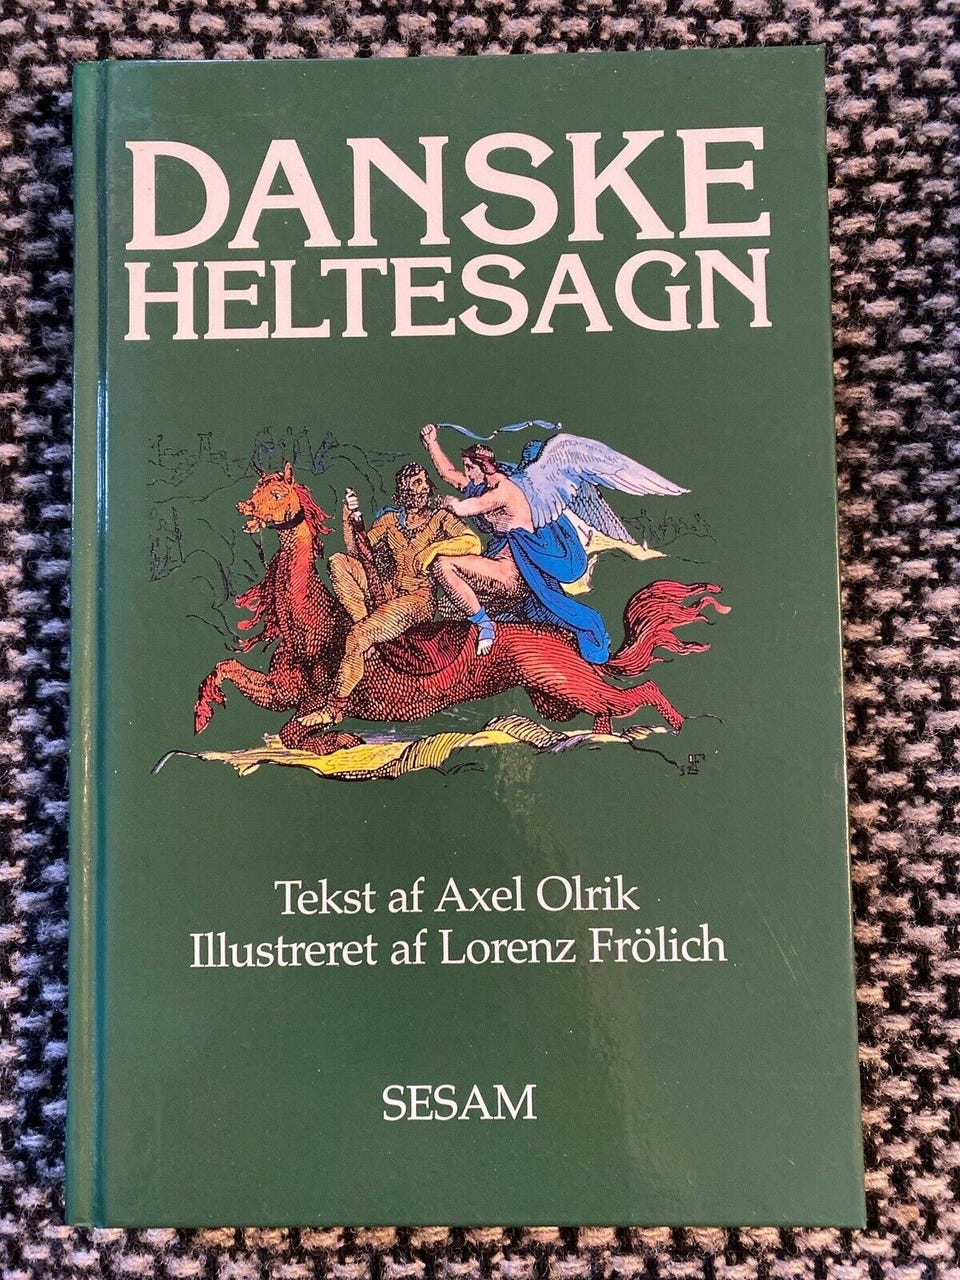 DANSKE
HELTESAGN
Tekst af Axel Olrik
Illustreret af Lorenz Frölich
SESAM